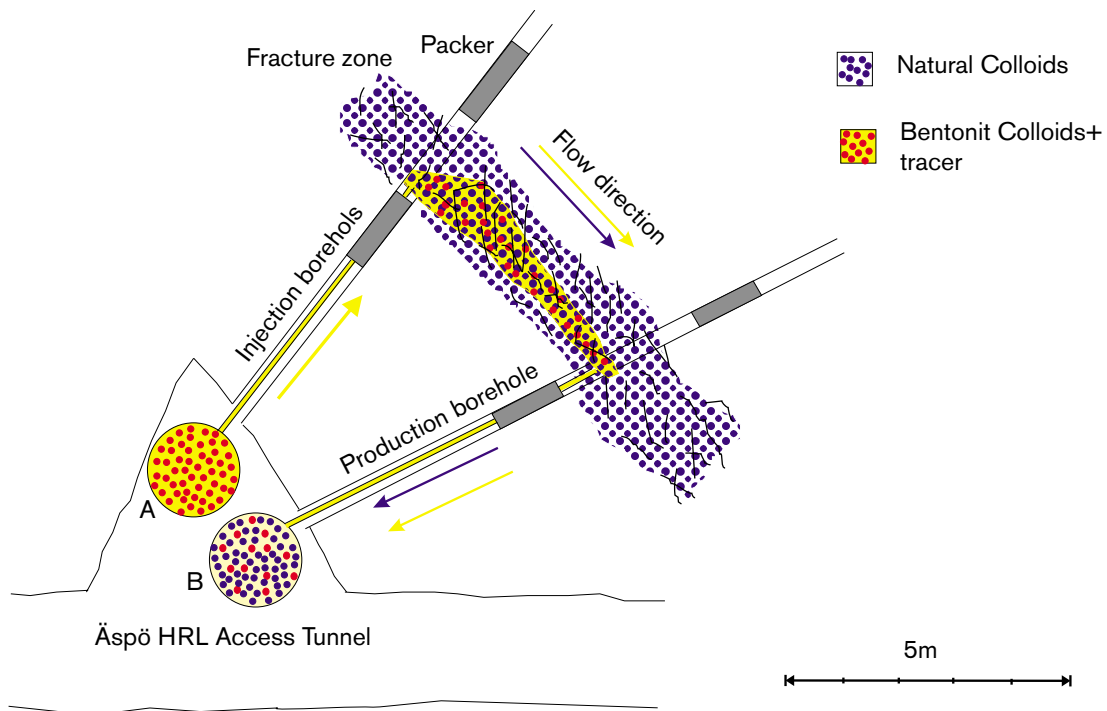 Packer
Fracture zone
Natural Colloids
Bentonit Colloids+
tracer
Flow direction
Injection borehols
Production borehole
A
B
Äspö HRL Access Tunnel
5m